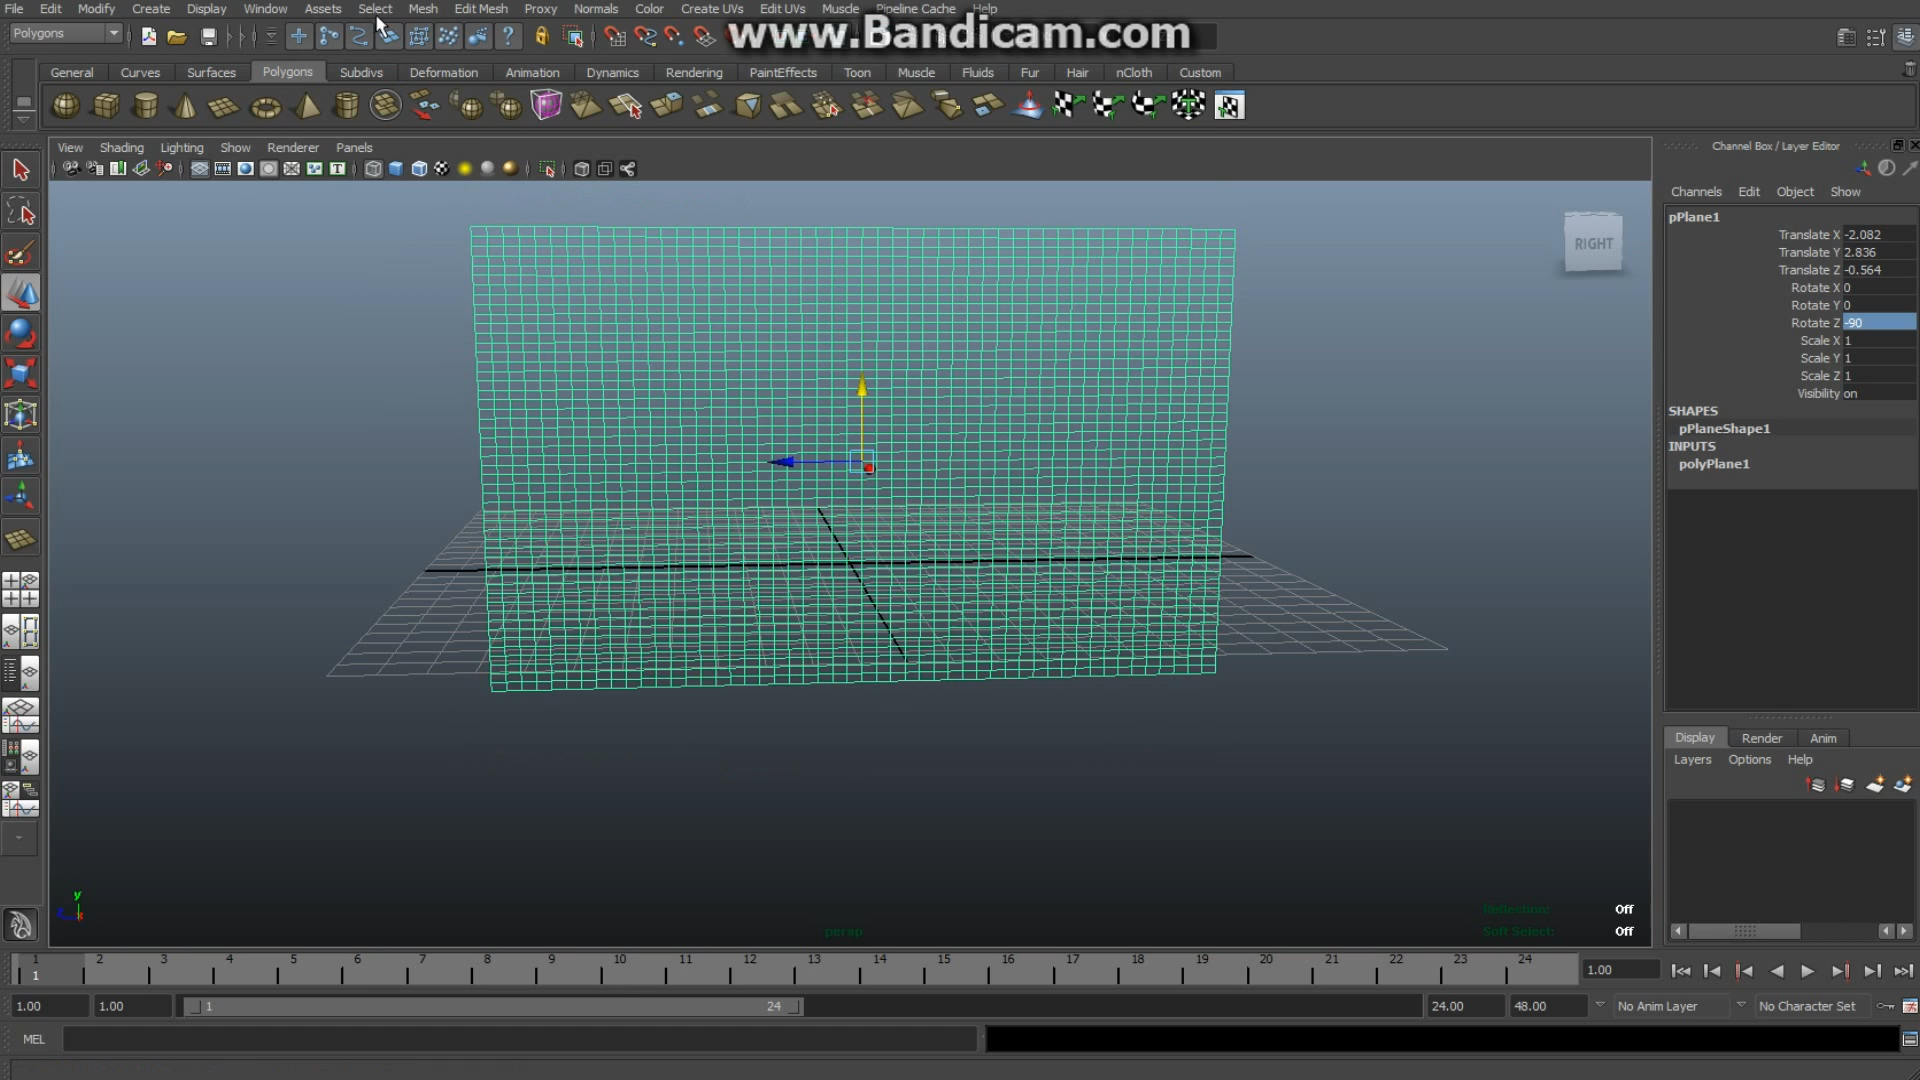 File Edit Modify Create Display Window Assets Select Mesh Edit Mesh Proxy Normals Color Create UVs Edit UVs Muscle Pipeline Cache Help
www.Bandicam.com
Polygons
General Curves Surfaces Polygons Subdivs Deformation Animation Dynamics Rendering PaintEffects Toon Muscle Fluids Fur Hair nCloth Custom
View Shading Lighting Show Renderer Panels
Channel Box / Layer Editor
Channels Edit Object Show
pPlane1
Translate X -2.082
Translate Y 2.836
Translate Z -0.564
Rotate X 0
Rotate Y 0
Rotate Z -90
Scale X 1
Scale Y 1
Scale Z 1
Visibility on
SHAPES
pPlaneShape1
INPUTS
polyPlane1
RIGHT
Display Render Anim
Layers Options Help
y
Reflection: Off
Soft Select: Off
persp
1 2 3 4 5 6 7 8 9 10 11 12 13 14 15 16 17 18 19 20 21 22 23 24
1
1.00
1.00 1.00 1 24 24.00 48.00 No Anim Layer No Character Set
MEL